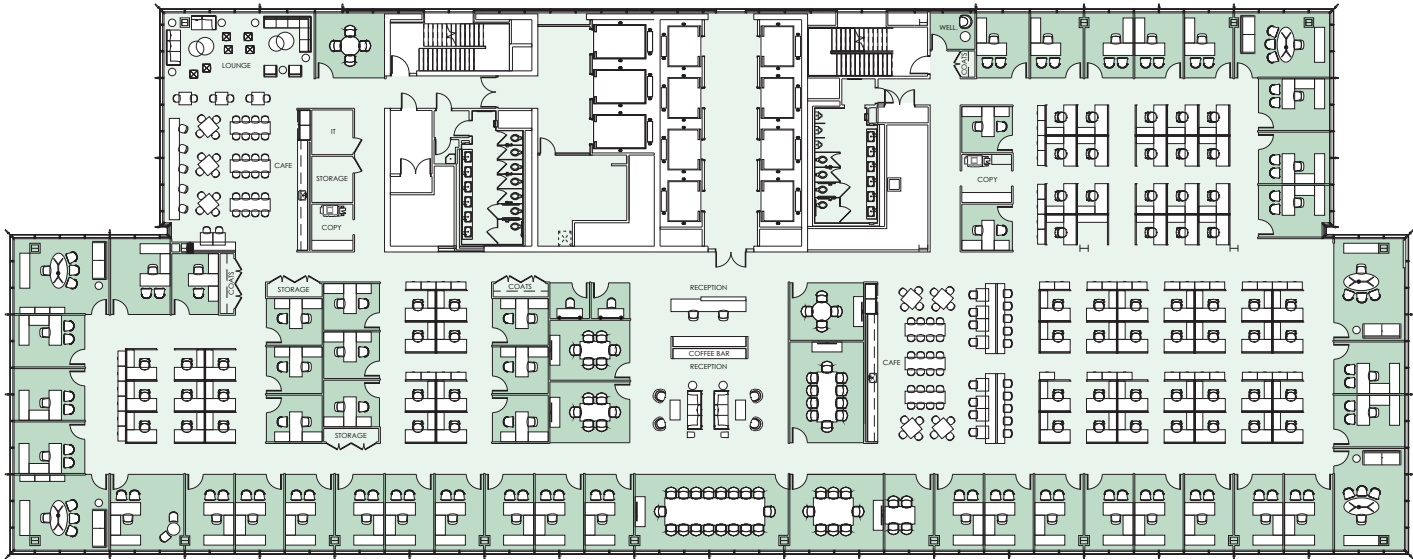 WELL
COATS
LOUNGE
IT
CAFE
STORAGE
COPY
COPY
COATS
STORAGE
COATS
RECEPTION
COFFEE BAR
RECEPTION
CAFE
STORAGE